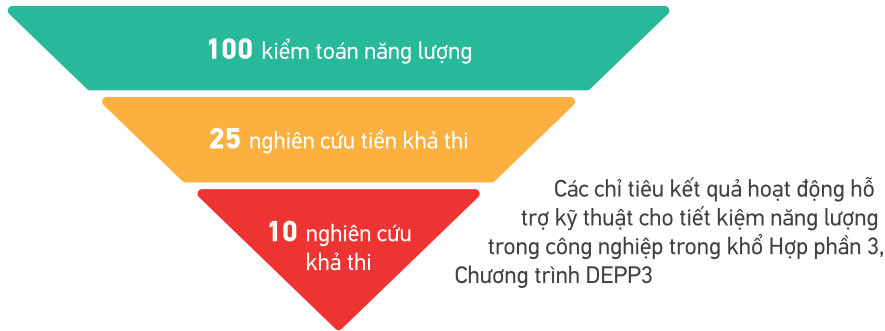 100 kiểm toán năng lượng
25 nghiên cứu tiền khả thi
10 nghiên cứu
khả thi
Các chỉ tiêu kết quả hoạt động hỗ
trợ kỹ thuật cho tiết kiệm năng lượng
trong công nghiệp trong khổ Hợp phần 3,
Chương trình DEPP3